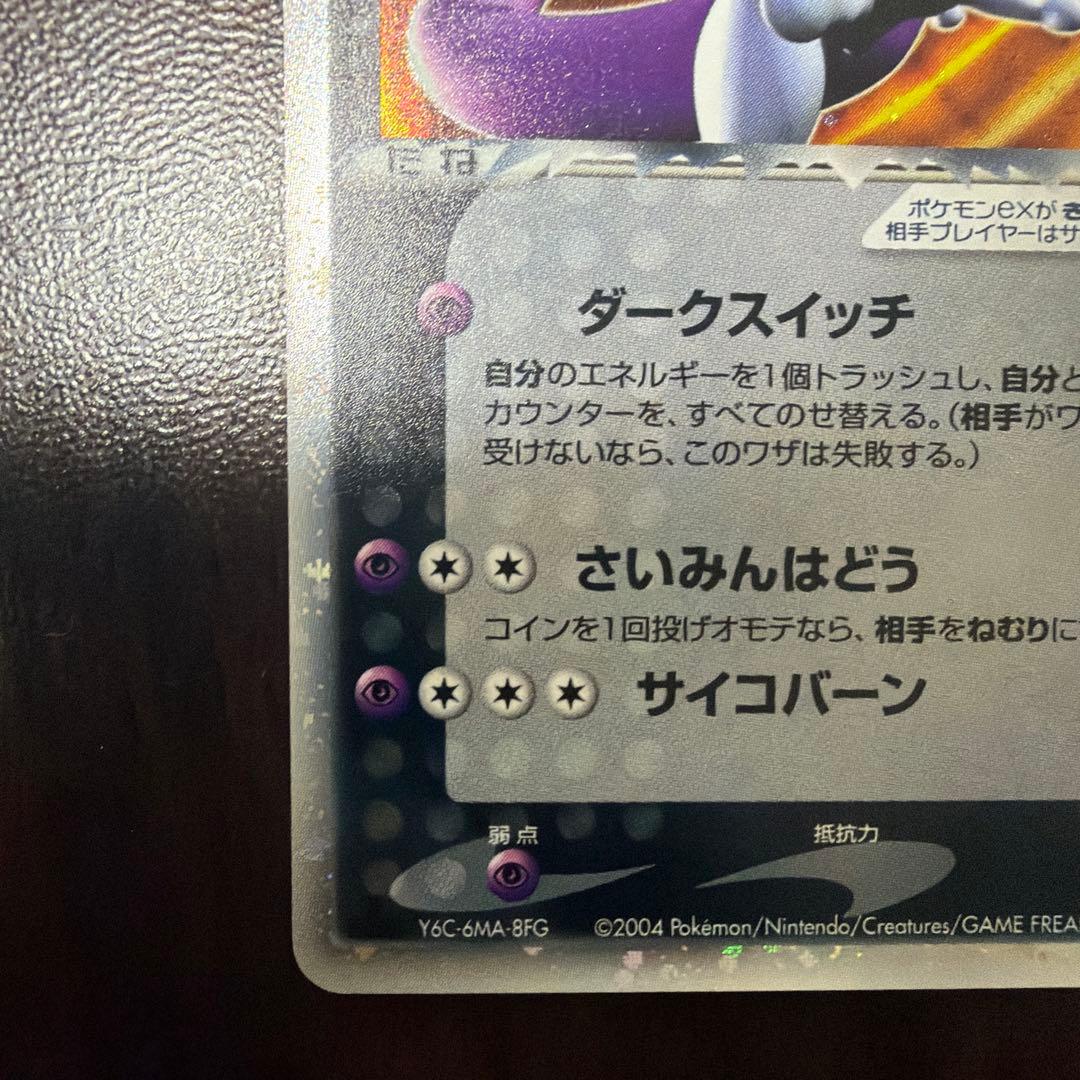 たね
ポケモンexが き
相手プレイヤーはサ
ダークスイッチ
自分のエネルギーを1個トラッシュし、自分と
カウンターを、すべてのせ替える。(相手がワ
受けないなら、このワザは失敗する。)
さいみんはどう
コインを1回投げオモテなら、相手をねむりに
サイコバーン
弱点 抵抗力
Y6C-6MA-8FG ©2004 Pokémon/Nintendo/Creatures/GAME FREA